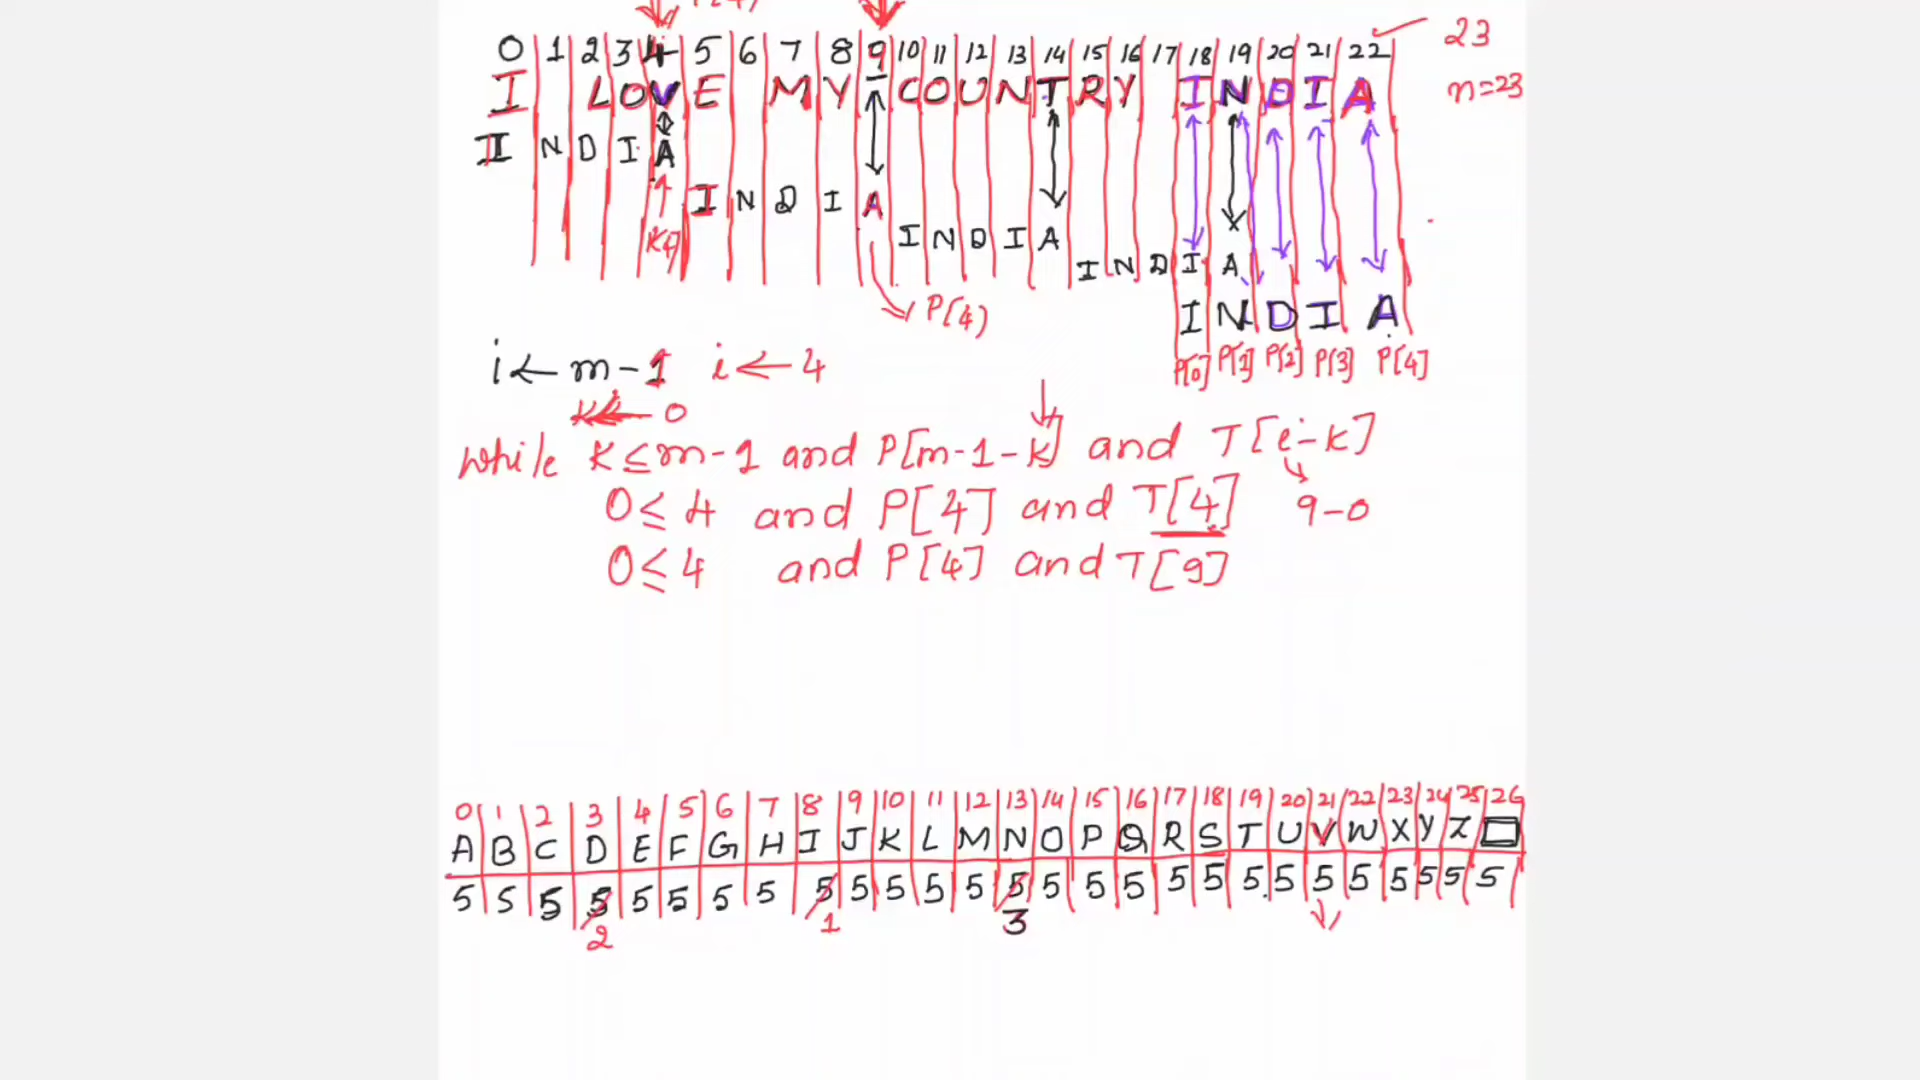 0 1 2 3 4 5 6 7 8 9 10 11 12 13 14 15 16 17 18 19 20 21 22 23
I LOVE MY COUNTRY INDIA n=23
I N D I A
I N D I A
K
I N D I A
I N D I A
P[4)
I N D I A
P[0] P[1] P[2] P[3] P[4]
i ← m-1 i ← 4
K ← 0
while K ≤ m-1 and P[m-1-k] and T[i-k]
0 ≤ 4 and P[4] and T[4] 9-0
0 ≤ 4 and P[4] and T[9]
0 1 2 3 4 5 6 7 8 9 10 11 12 13 14 15 16 17 18 19 20 21 22 23 24 25 26
A B C D E F G H I J K L M N O P Q R S T U V W X Y Z
5 5 5 5 5 5 5 5 5 5 5 5 5 5 5 5 5 5 5 5 5 5 5 5 5 5 5
2 1 3